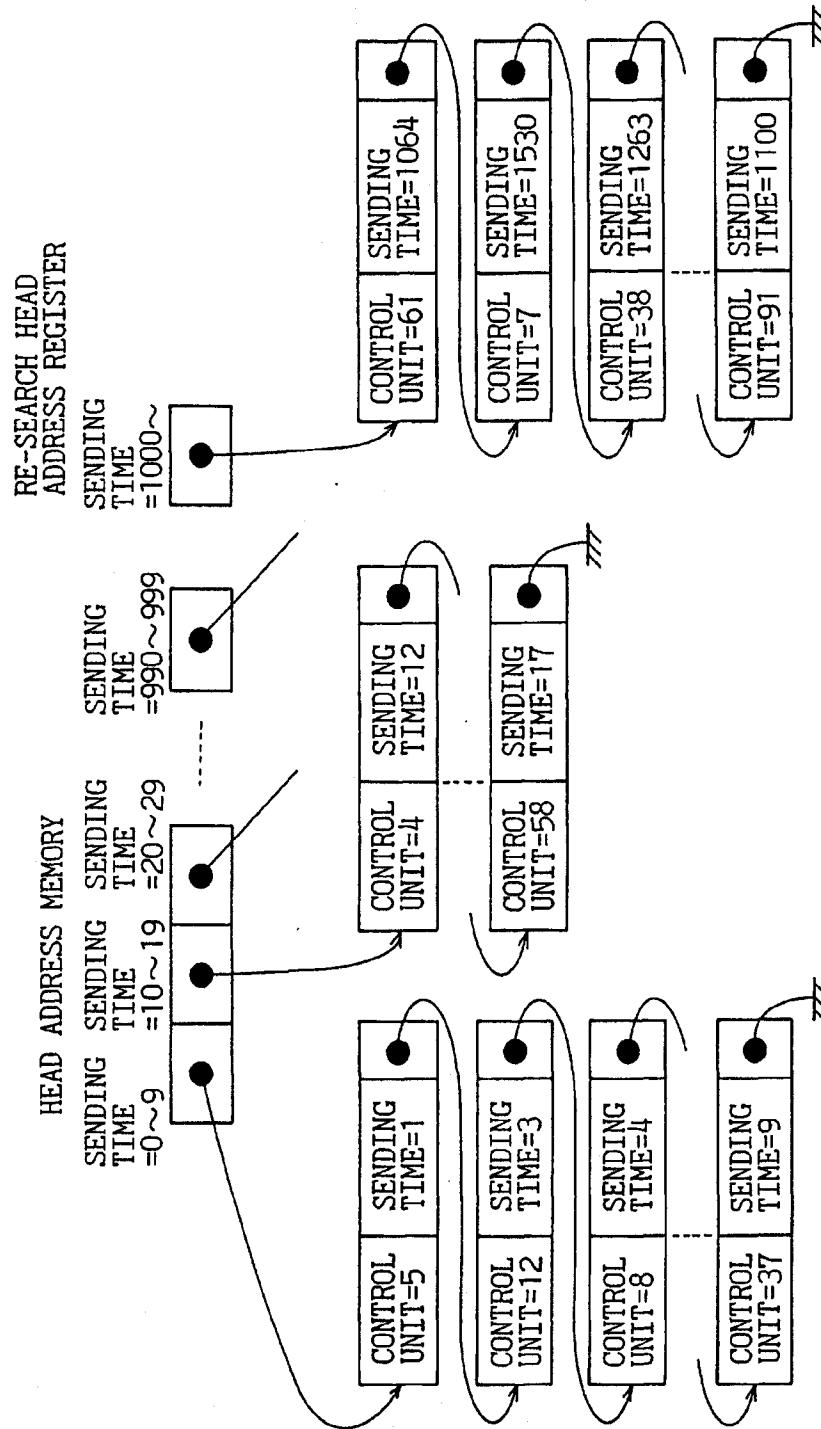 HEAD ADDRESS MEMORY
SENDING
TIME
=0~9
SENDING
TIME
=10~19
SENDING
TIME
=20~29
SENDING
TIME
=990~999
RE-SEARCH HEAD
ADDRESS REGISTER
SENDING
TIME
=1000~
CONTROL
UNIT=5
SENDING
TIME=1
CONTROL
UNIT=12
SENDING
TIME=3
CONTROL
UNIT=8
SENDING
TIME=4
CONTROL
UNIT=37
SENDING
TIME=9
CONTROL
UNIT=4
SENDING
TIME=12
CONTROL
UNIT=58
SENDING
TIME=17
CONTROL
UNIT=61
SENDING
TIME=1064
CONTROL
UNIT=7
SENDING
TIME=1530
CONTROL
UNIT=38
SENDING
TIME=1263
CONTROL
UNIT=91
SENDING
TIME=1100